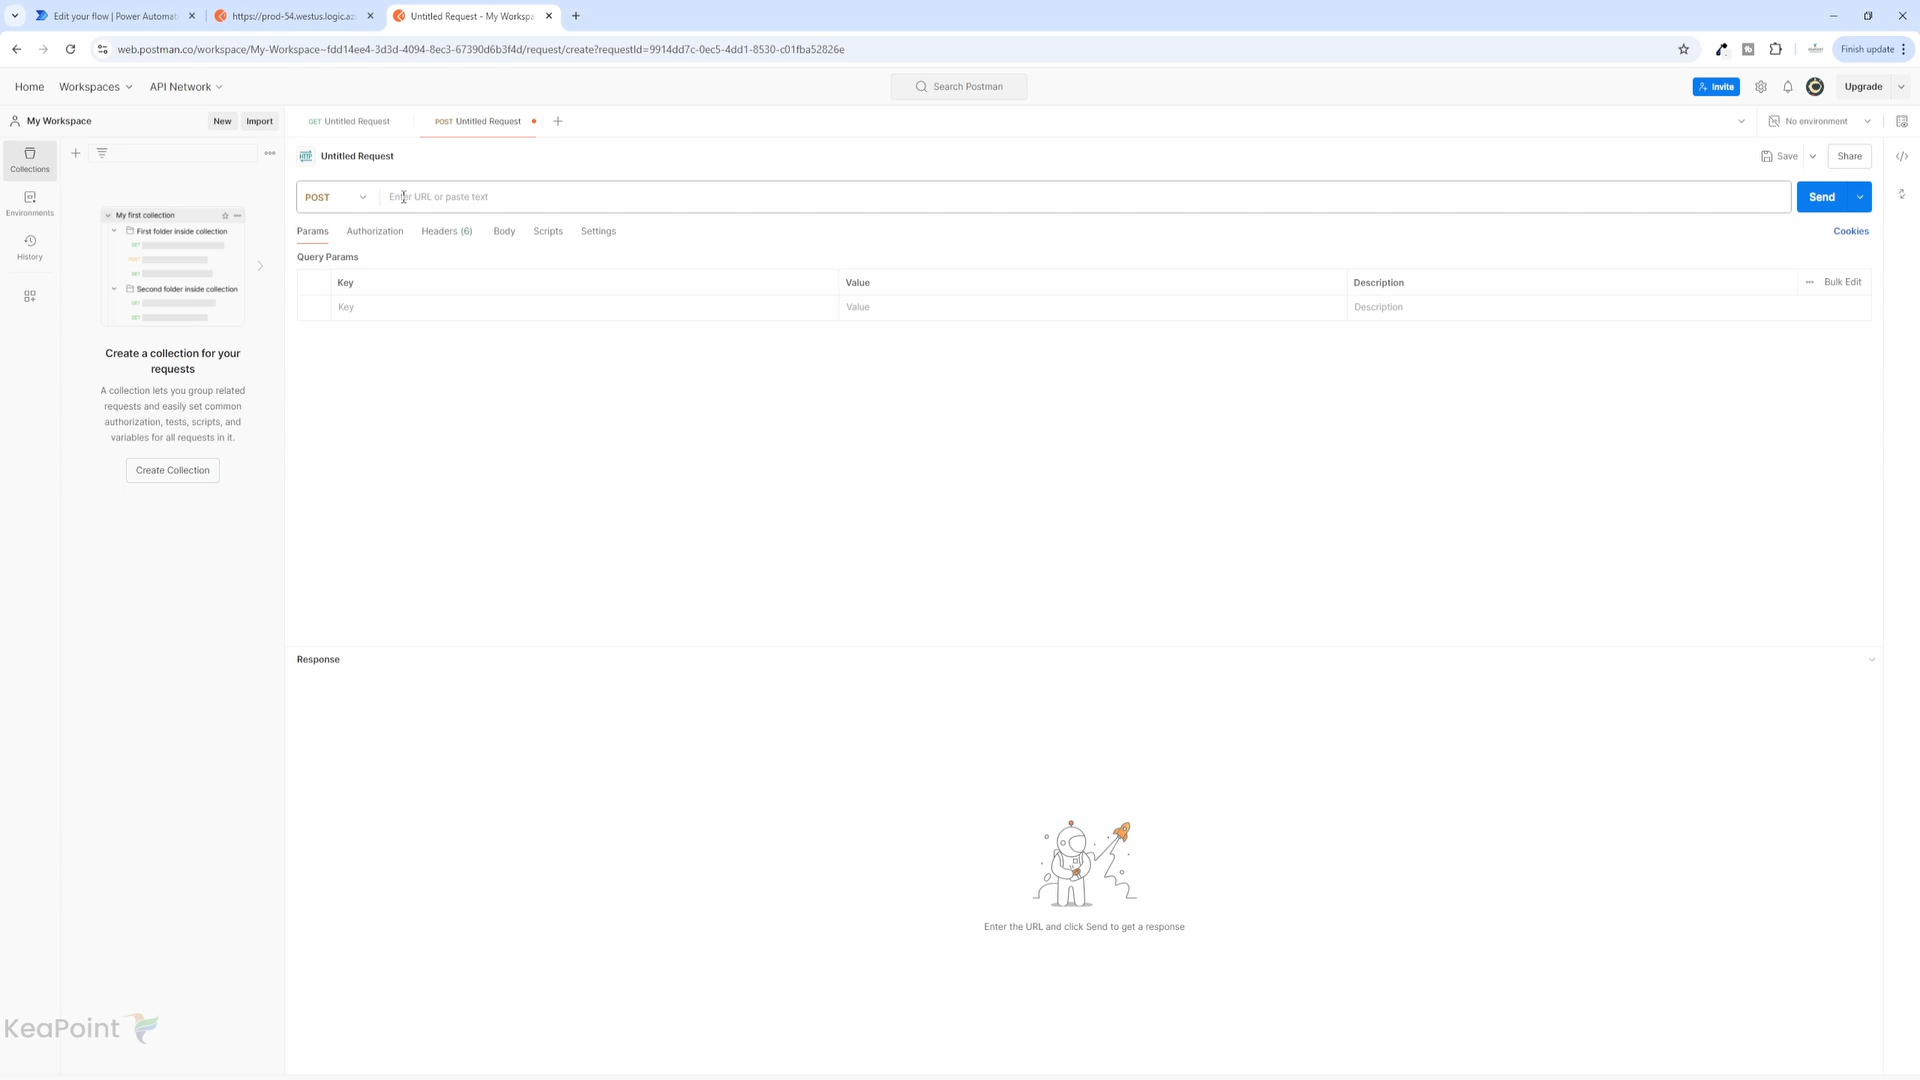 Edit your flow | Power Automat
https://prod-54.westus.logic.az
Untitled Request - My Workspa
web.postman.co/workspace/My-Workspace~fdd14ee4-3d3d-4094-8ec3-67390d6b3f4d/request/create?requestId=9914dd7c-0ec5-4dd1-8530-c01fba52826e
Finish update
Home
Workspaces
API Network
Search Postman
Invite
Upgrade
My Workspace
New
Import
GET Untitled Request
POST Untitled Request
No environment
Collections
Environments
History
HTTP
Untitled Request
Save
Share
POST
Enter URL or paste text
Send
Params
Authorization
Headers (6)
Body
Scripts
Settings
Cookies
Query Params
Key
Value
Description
Bulk Edit
Key
Value
Description
My first collection
First folder inside collection
GET
POST
GET
Second folder inside collection
GET
GET
Create a collection for your
requests
A collection lets you group related
requests and easily set common
authorization, tests, scripts, and
variables for all requests in it.
Create Collection
Response
Enter the URL and click Send to get a response
KeaPoint